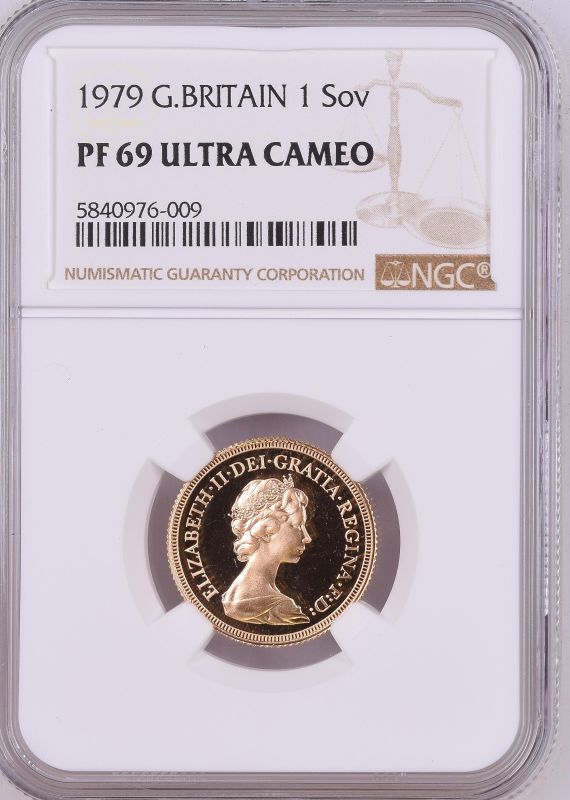 1979 G.BRITAIN 1 Sov
PF 69 ULTRA CAMEO
5840976-009
NUMISMATIC GUARANTY CORPORATION
NGC®
ELIZABETH·II·DEI·GRATIA·REGINA·F:D: